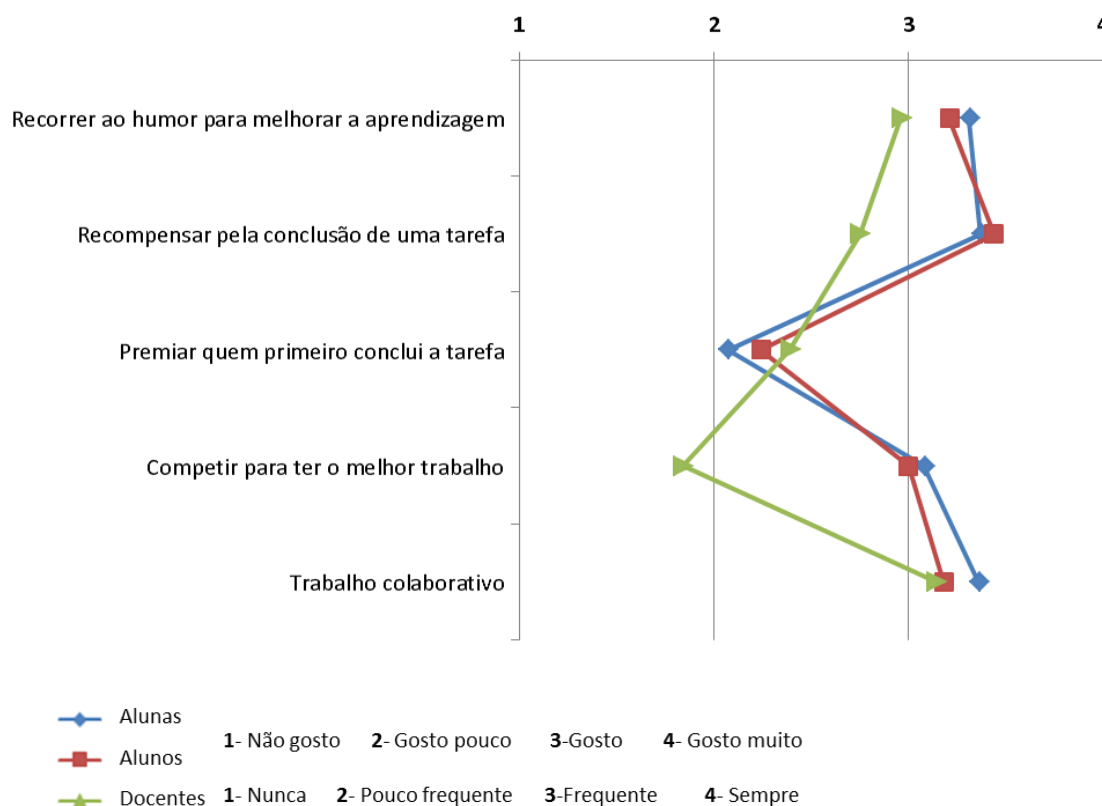 1 2 3 4
Recorrer ao humor para melhorar a aprendizagem
Recompensar pela conclusão de uma tarefa
Premiar quem primeiro conclui a tarefa
Competir para ter o melhor trabalho
Trabalho colaborativo
Alunas
1- Não gosto 2- Gosto pouco 3-Gosto 4- Gosto muito
Alunos
Docentes 1- Nunca 2- Pouco frequente 3-Frequente 4- Sempre